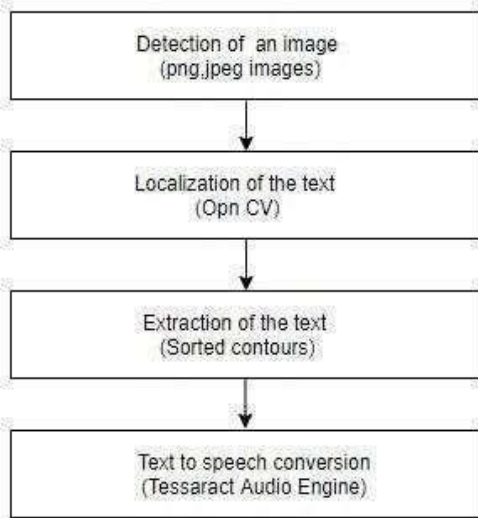 Detection of an image
(png,jpeg images)
Localization of the text
(Opn CV)
Extraction of the text
(Sorted contours)
Text to speech conversion
(Tessaract Audio Engine)